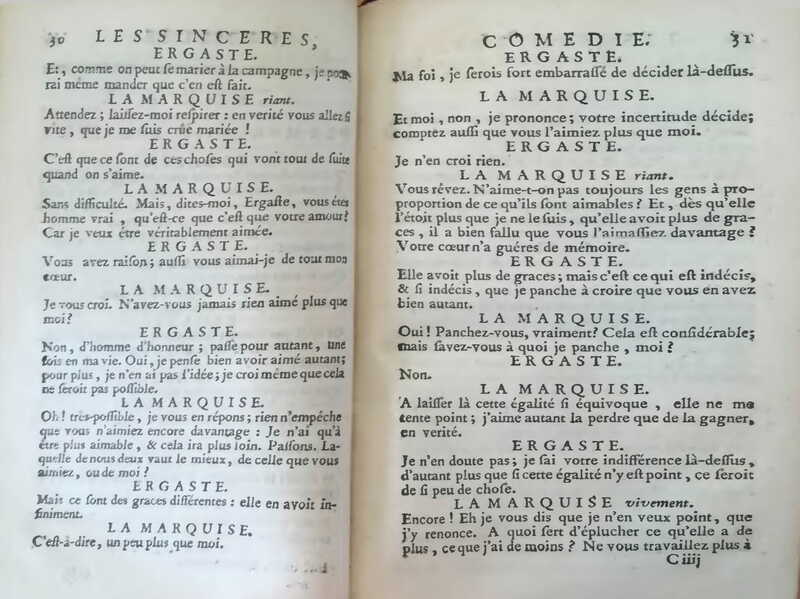 30 LES SINCERES,
ERGASTE.
Et, comme on peut se marier à la campagne, je pou-
rai même mander que c'en est fait.
LA MARQUISE riant.
Attendez; laissez-moi respirer: en verité vous allez si
vîte, que je me suis crûe mariée!
ERGASTE.
C'est que ce sont de ces choses qui vont tout de suite
quand on s'aime.
LA MARQUISE.
Sans difficulté. Mais, dites-moi, Ergaste, vous étes
homme vrai, qu'est-ce que c'est que votre amour?
Car je veux être véritablement aimée.
ERGASTE.
Vous avez raison; aussi vous aimai-je de tout mon
cœur.
LA MARQUISE.
Je vous croi. N'avez-vous jamais rien aimé plus que
moi?
ERGASTE.
Non, d'homme d'honneur; passe pour autant, une
fois en ma vie. Oui, je pense bien avoir aimé autant;
pour plus, je n'en ai pas l'idée; je croi même que cela
ne seroit pas possible.
LA MARQUISE.
Oh! très-possible, je vous en répons; rien n'empêche
que vous n'aimiez encore davantage: Je n'ai qu'à
être plus aimable, & cela ira plus loin. Passons. La-
quelle de nous deux vaut le mieux, de celle que vous
aimiez, ou de moi?
ERGASTE.
Mais ce sont des graces différentes: elle en avoit in-
finiment.
LA MARQUISE.
C'est-à-dire, un peu plus que moi.
COMEDIE. 31
ERGASTE.
Ma foi, je serois fort embarrassé de décider là-dessus.
LA MARQUISE.
Et moi, non, je prononce; votre incertitude décide;
comptez aussi que vous l'aimiez plus que moi.
ERGASTE.
Je n'en croi rien.
LA MARQUISE riant.
Vous rêvez. N'aime-t-on pas toujours les gens à pro-
proportion de ce qu'ils sont aimables? Et, dès qu'elle
l'étoit plus que je ne le suis, qu'elle avoit plus de gra-
ces, il a bien fallu que vous l'aimassiez davantage?
Votre cœur n'a guéres de mémoire.
ERGASTE.
Elle avoit plus de graces; mais c'est ce qui est indécis,
& si indécis, que je panche à croire que vous en avez
bien autant.
LA MARQUISE.
Oui! Panchez-vous, vraiment? Cela est considérable;
mais savez-vous à quoi je panche, moi?
ERGASTE.
Non.
LA MARQUISE.
A laisser là cette égalité si équivoque, elle ne me
tente point; j'aime autant la perdre que de la gagner,
en verité.
ERGASTE.
Je n'en doute pas; je sai votre indifférence là-dessus,
d'autant plus que si cette égalité n'y est point, ce seroit
de si peu de chose.
LA MARQUISE vivement.
Encore! Eh je vous dis que je n'en veux point, que
j'y renonce. A quoi sert d'éplucher ce qu'elle a de
plus, ce que j'ai de moins? Ne vous travaillez plus à
Ciiij